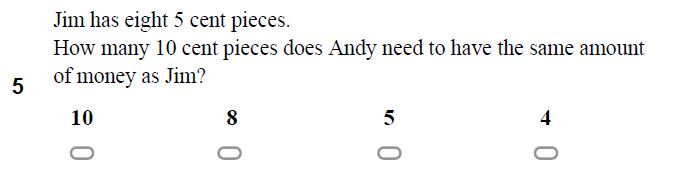 Jim has eight 5 cent pieces.
How many 10 cent pieces does Andy need to have the same amount
of money as Jim?
5
10 8 5 4